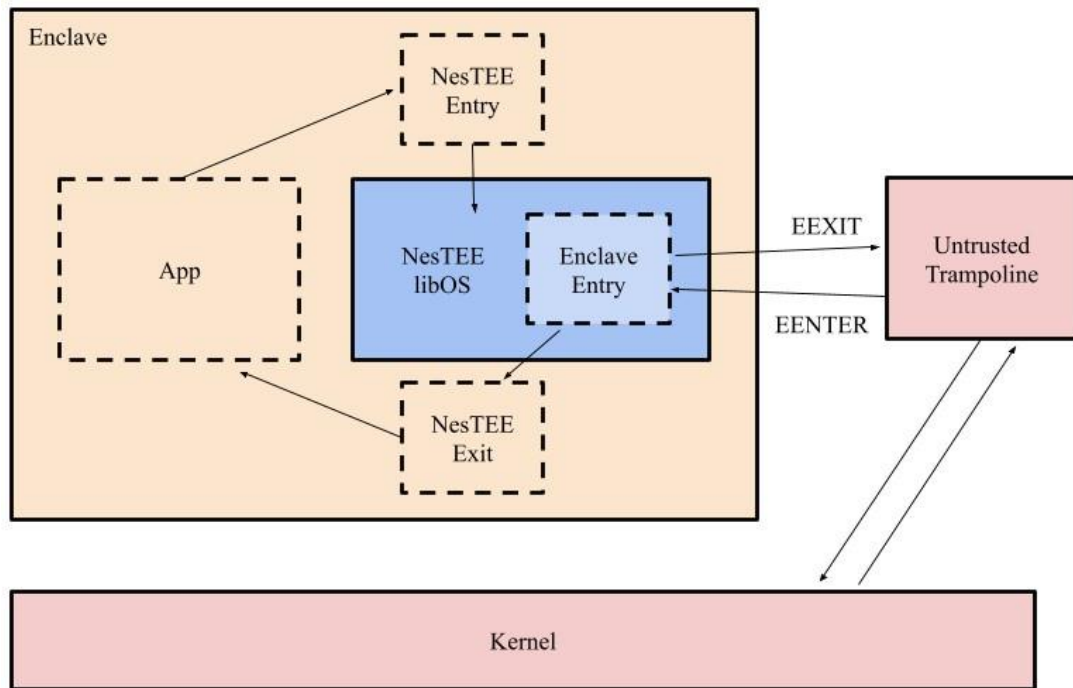 Enclave
NesTEE
Entry
App
NesTEE
libOS
Enclave
Entry
EEXIT
EENTER
Untrusted
Trampoline
NesTEE
Exit
Kernel